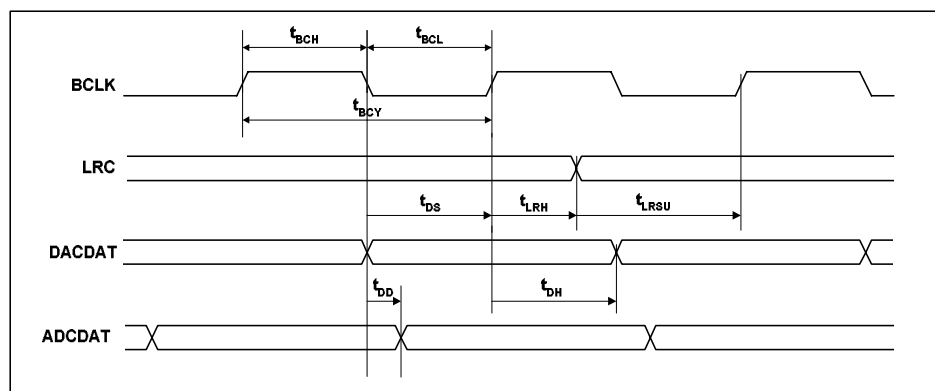 tBCH tBCL
BCLK
tBCY
LRC
tDS tLRH tLRSU
DACDAT
tDD tDH
ADCDAT